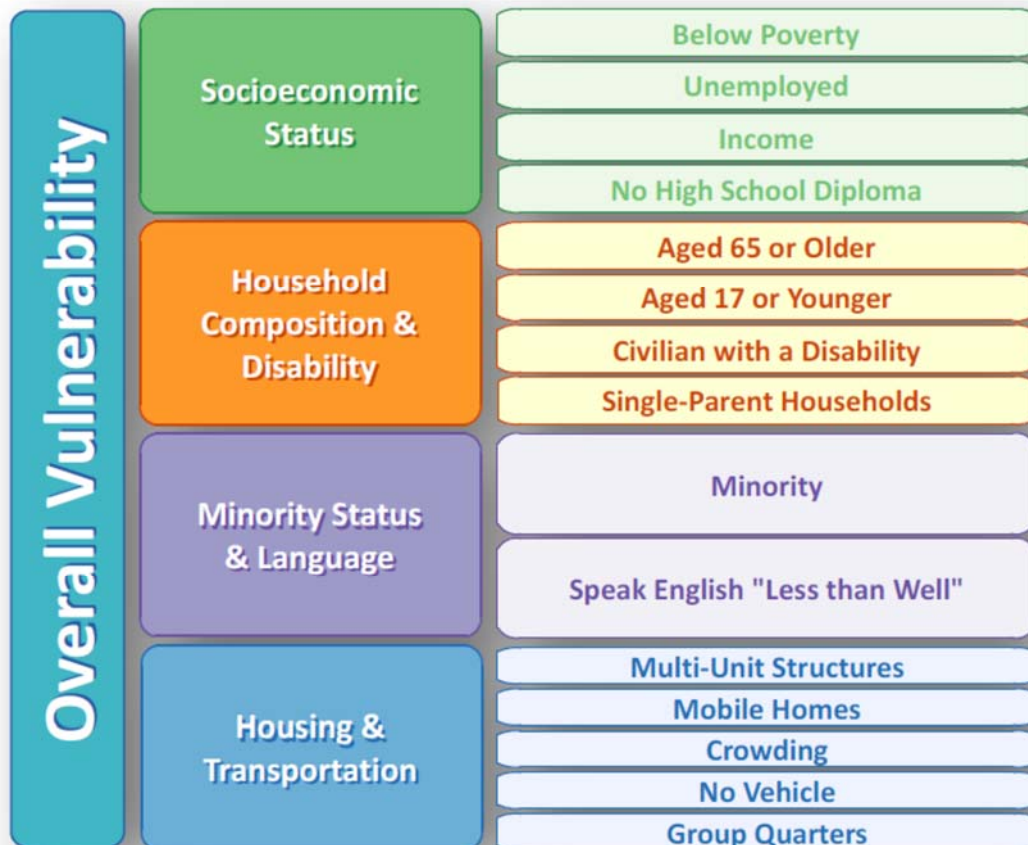 Overall Vulnerability
Socioeconomic
Status
Below Poverty
Unemployed
Income
No High School Diploma
Household
Composition &
Disability
Aged 65 or Older
Aged 17 or Younger
Civilian with a Disability
Single-Parent Households
Minority Status
& Language
Minority
Speak English "Less than Well"
Housing &
Transportation
Multi-Unit Structures
Mobile Homes
Crowding
No Vehicle
Group Quarters